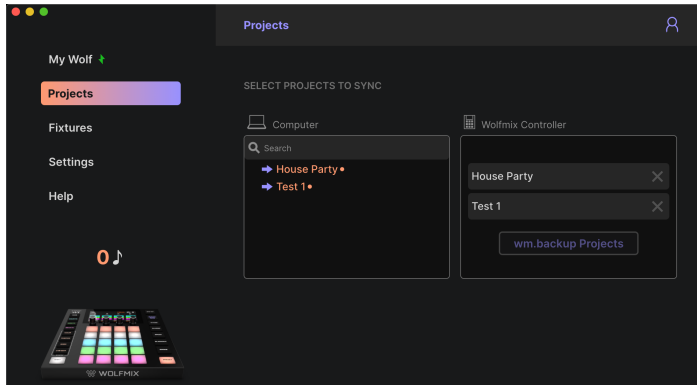 Projects
My Wolf
Projects
Fixtures
Settings
Help
0
SELECT PROJECTS TO SYNC
Computer
Search
House Party
Test 1
Wolfmix Controller
House Party
Test 1
wm.backup Projects
WOLFMIX